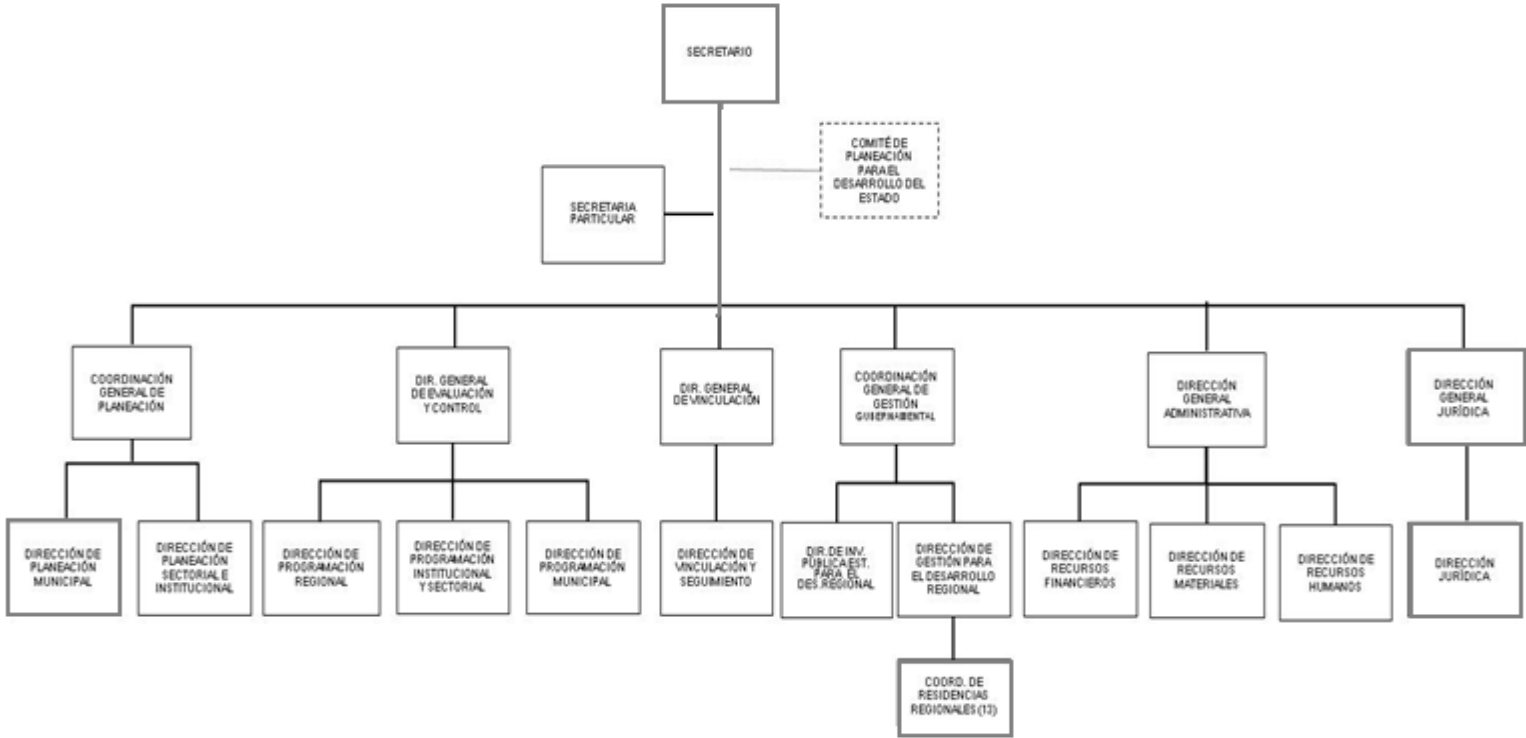 SECRETARIO
COMITÉ DE
PLANEACIÓN
PARA EL
DESARROLLO DEL
ESTADO
SECRETARIA
PARTICULAR
COORDINACIÓN
GENERAL DE
PLANEACIÓN
DIR. GENERAL
DE EVALUACIÓN
Y CONTROL
DIR. GENERAL
DE VINCULACIÓN
COORDINACIÓN
GENERAL DE
GESTIÓN
GUBERNAMENTAL
DIRECCIÓN
GENERAL
ADMINISTRATIVA
DIRECCIÓN
GENERAL
JURÍDICA
DIRECCIÓN DE
PLANEACIÓN
MUNICIPAL
DIRECCIÓN DE
PLANEACIÓN
SECTORIAL E
INSTITUCIONAL
DIRECCIÓN DE
PROGRAMACIÓN
REGIONAL
DIRECCIÓN DE
PROGRAMACIÓN
INSTITUCIONAL
Y SECTORIAL
DIRECCIÓN DE
PROGRAMACIÓN
MUNICIPAL
DIRECCIÓN DE
VINCULACIÓN Y
SEGUIMIENTO
DIR. DE INV.
PÚBLICA EST.
PARA EL
DES.REGIONAL
DIRECCIÓN DE
GESTIÓN PARA
EL DESARROLLO
REGIONAL
DIRECCIÓN DE
RECURSOS
FINANCIEROS
DIRECCIÓN DE
RECURSOS
MATERIALES
DIRECCIÓN DE
RECURSOS
HUMANOS
DIRECCIÓN
JURÍDICA
COORD. DE
RESIDENCIAS
REGIONALES (13)